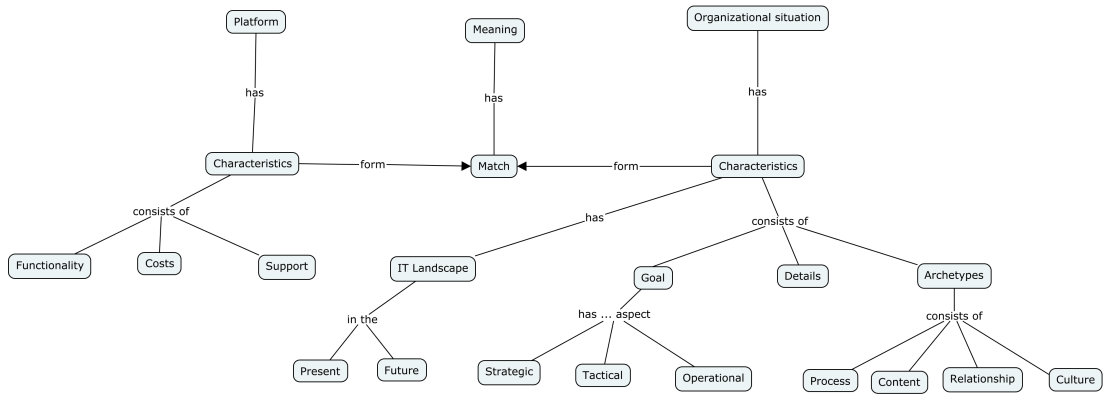 Platform
Meaning
Organizational situation
has
has
has
Characteristics
form
Match
form
Characteristics
consists of
has
consists of
Functionality
Costs
Support
IT Landscape
Goal
Details
Archetypes
in the
has ... aspect
consists of
Present
Future
Strategic
Tactical
Operational
Process
Content
Relationship
Culture